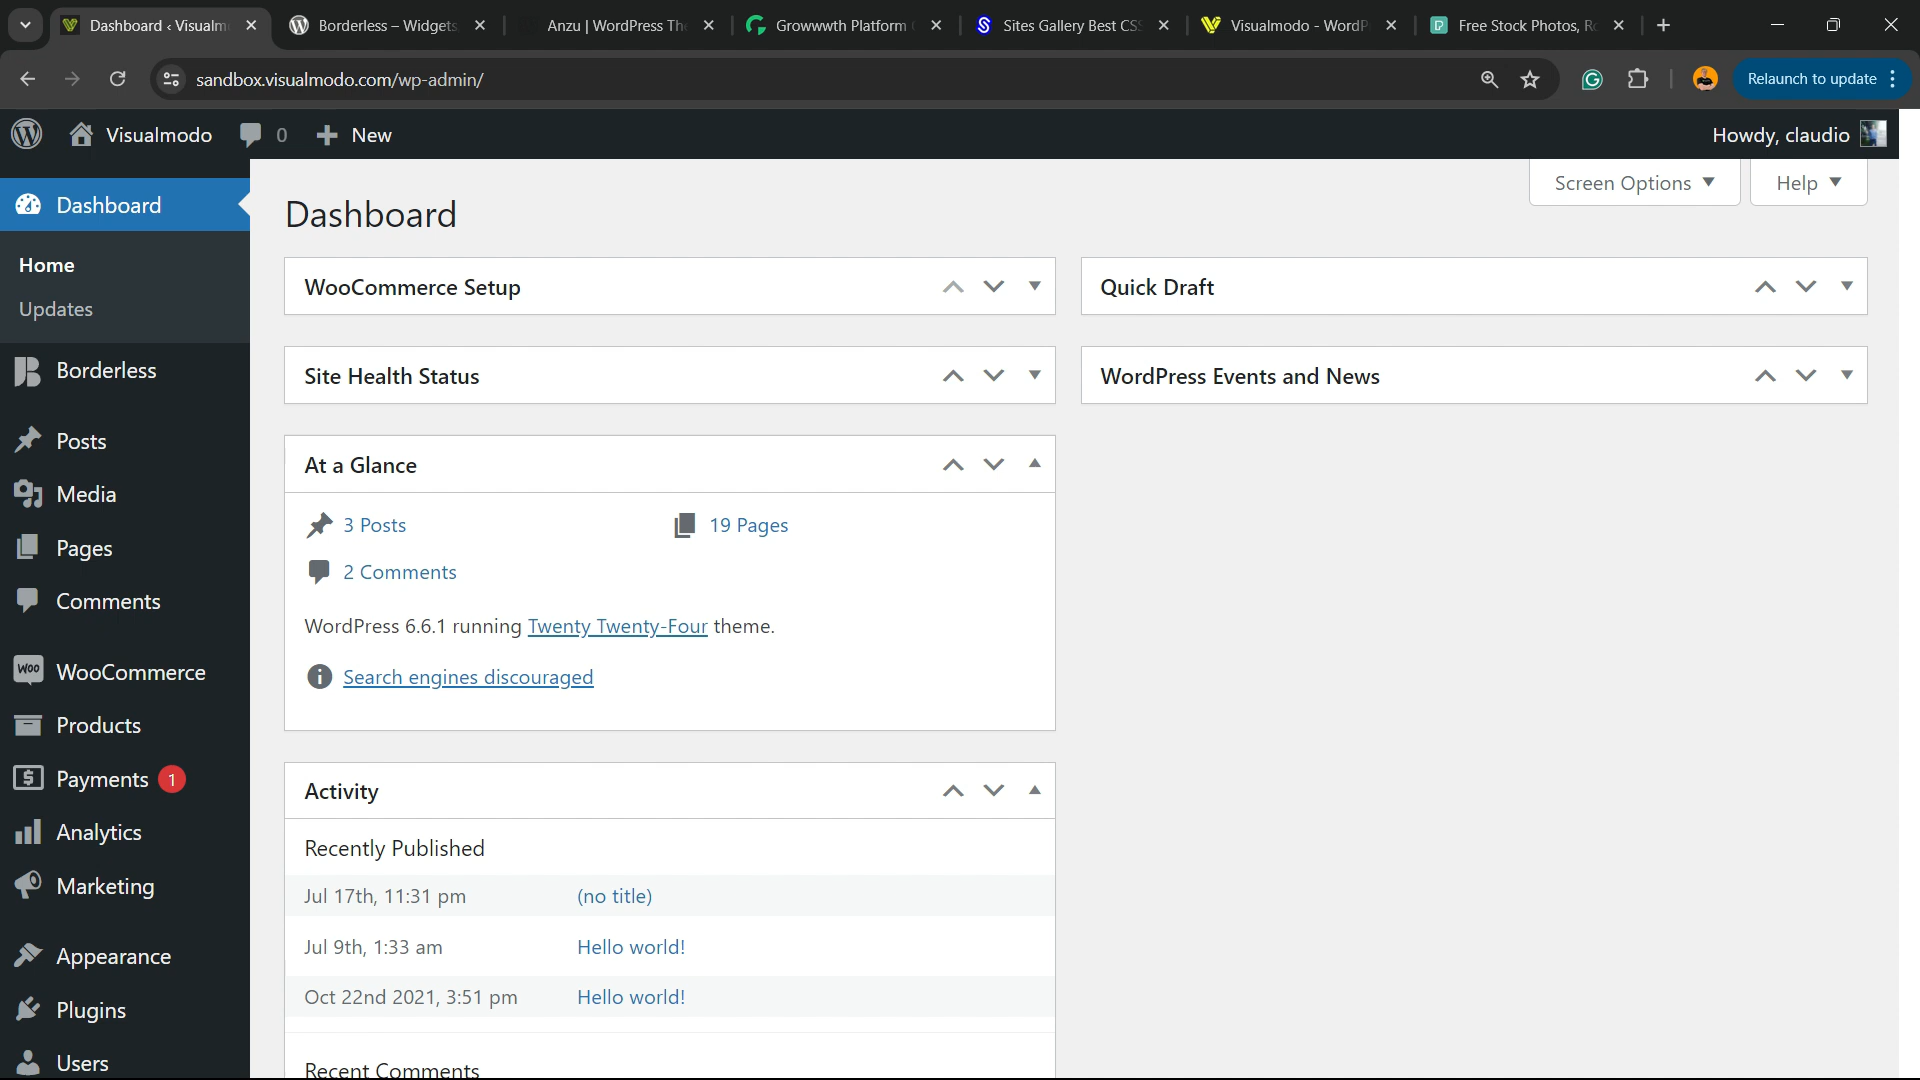 Dashboard ‹ Visualm
Borderless – Widgets
Anzu | WordPress Th
Growwwth Platform
Sites Gallery Best CSS
Visualmodo - WordP
Free Stock Photos, R
sandbox.visualmodo.com/wp-admin/
Relaunch to update
Visualmodo
0
New
Howdy, claudio
Screen Options
Help
Dashboard
Home
Updates
Borderless
Posts
Media
Pages
Comments
Woo
WooCommerce
Products
Payments 1
Analytics
Marketing
Appearance
Plugins
Users
Dashboard
WooCommerce Setup
Quick Draft
Site Health Status
WordPress Events and News
At a Glance
3 Posts
19 Pages
2 Comments
WordPress 6.6.1 running Twenty Twenty-Four theme.
Search engines discouraged
Activity
Recently Published
Jul 17th, 11:31 pm (no title)
Jul 9th, 1:33 am Hello world!
Oct 22nd 2021, 3:51 pm Hello world!
Recent Comments